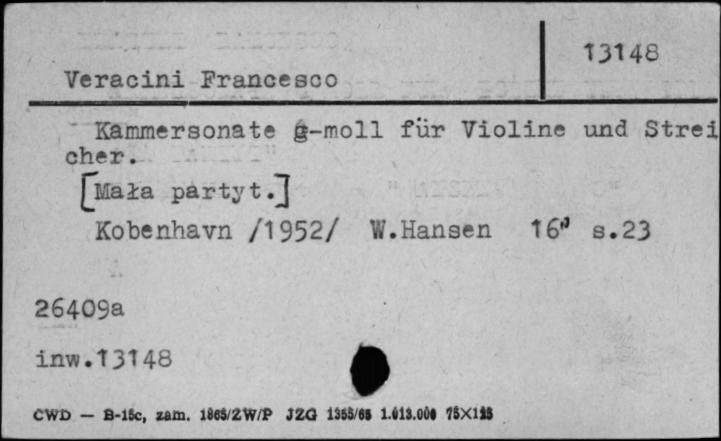 13148
Veracini Francesco
Kammersonate g-moll für Violine und Strei
cher.
[Mała partyt.]
Kobenhavn /1952/ W.Hansen 16° s.23
26409a
inw.13148
CWD — B-15c, zam. 1865/ZW/P JZG 1355/65 1.013.000 75X125